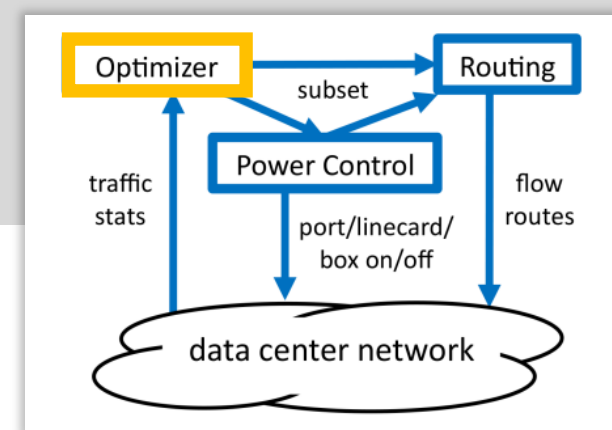 Optimizer
Routing
subset
Power Control
traffic
stats
flow
routes
port/linecard/
box on/off
data center network